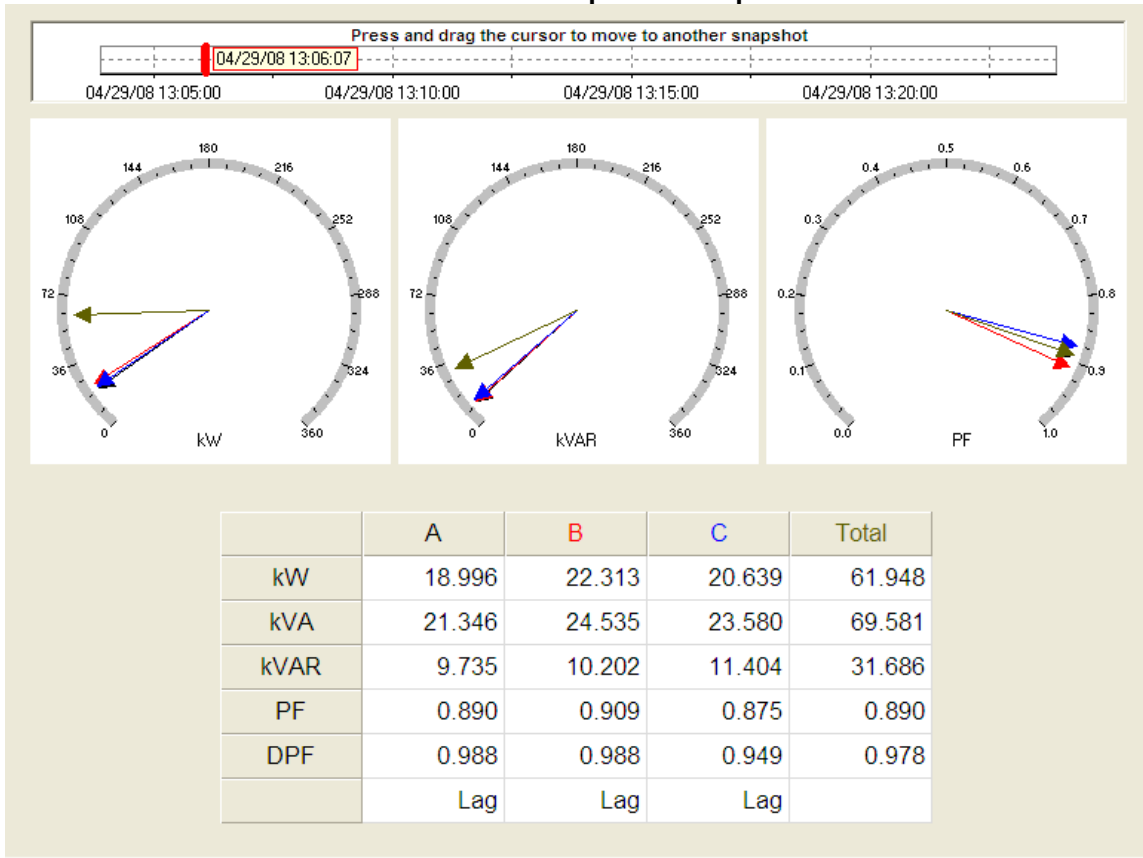 Press and drag the cursor to move to another snapshot
04/29/08 13:06:07
04/29/08 13:05:00 04/29/08 13:10:00 04/29/08 13:15:00 04/29/08 13:20:00
180
144 216
108 252
72 288
36 324
0 360
kW
180
144 216
108 252
72 288
36 324
0 360
kVAR
0.5
0.4 0.6
0.3 0.7
0.2 0.8
0.1 0.9
0.0 1.0
PF
A B C Total
kW 18.996 22.313 20.639 61.948
kVA 21.346 24.535 23.580 69.581
kVAR 9.735 10.202 11.404 31.686
PF 0.890 0.909 0.875 0.890
DPF 0.988 0.988 0.949 0.978
Lag Lag Lag